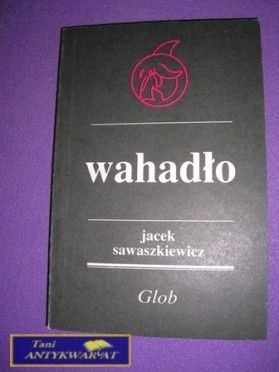 wahadło
jacek
sawaszkiewicz
Glob
Tani
ANTYKWARIAT